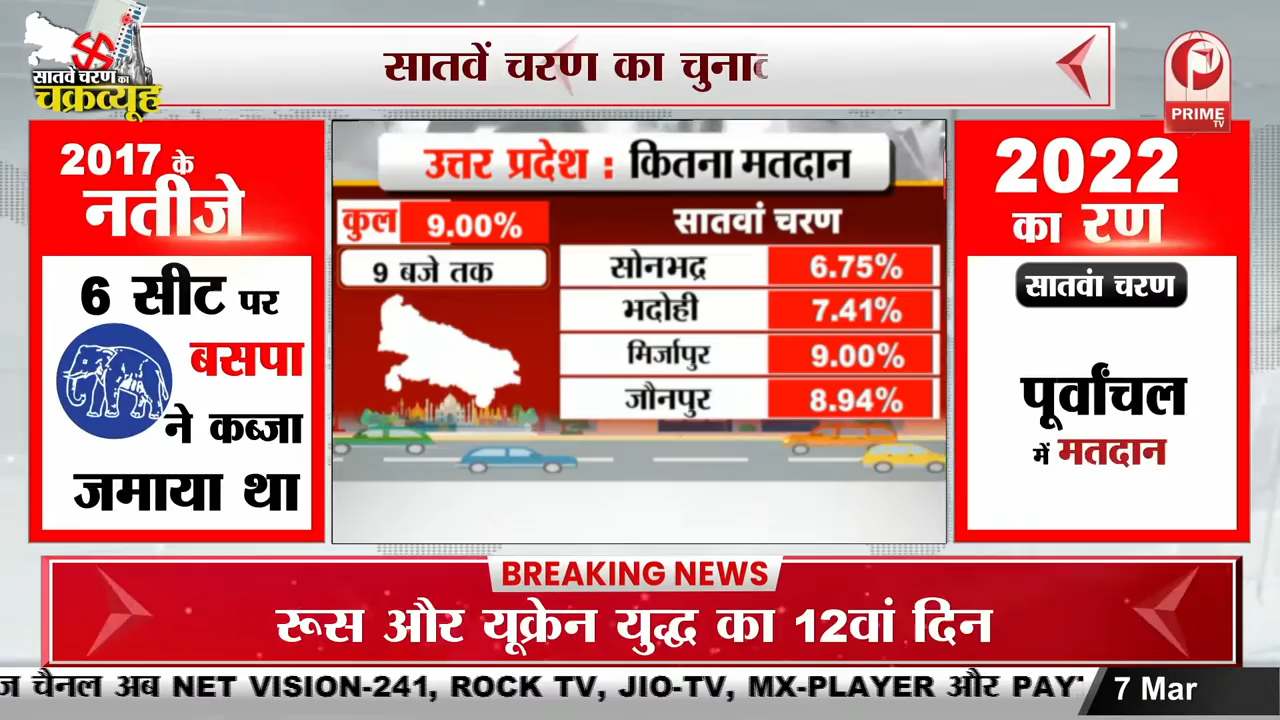 सातवें चरण का चुनाव
सातवें चरण का
चक्रव्यूह
PRIME
TV
2017 के
नतीजे
6 सीट पर
बसपा
ने कब्जा
जमाया था
उत्तर प्रदेश : कितना मतदान
कुल 9.00%
9 बजे तक
सातवां चरण
सोनभद्र 6.75%
भदोही 7.41%
मिर्जापुर 9.00%
जौनपुर 8.94%
2022
का रण
सातवां चरण
पूर्वांचल
में मतदान
BREAKING NEWS
रूस और यूक्रेन युद्ध का 12वां दिन
ज चैनल अब NET VISION-241, ROCK TV, JIO-TV, MX-PLAYER और PAY
7 Mar